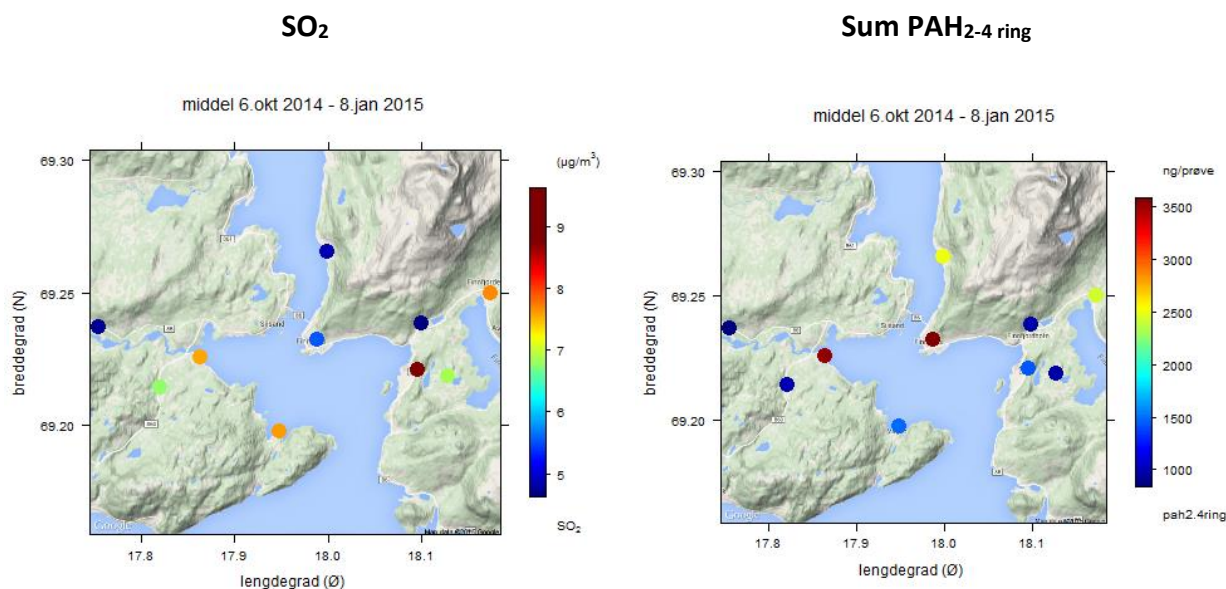 SO₂
middel 6.okt 2014 - 8.jan 2015
(µg/m³)
69.30
69.25
69.20
breddegrad (N)
9
8
7
6
5
SO₂
Google
17.8
17.9
18.0
18.1
lengdegrad (Ø)
Sum PAH₂₋₄ ring
middel 6.okt 2014 - 8.jan 2015
ng/prøve
69.30
69.25
69.20
breddegrad (N)
3500
3000
2500
2000
1500
1000
pah2.4ring
Google
17.8
17.9
18.0
18.1
lengdegrad (Ø)